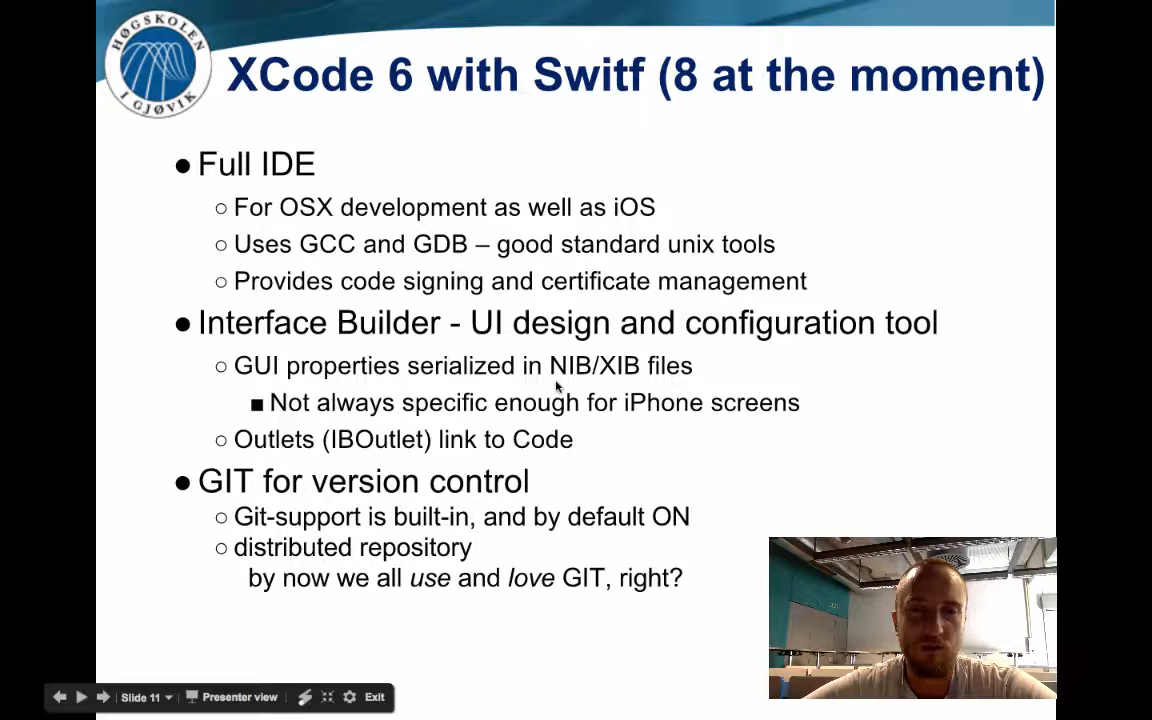 HØGSKOLEN
I GJØVIK
XCode 6 with Switf (8 at the moment)
● Full IDE
○ For OSX development as well as iOS
○ Uses GCC and GDB – good standard unix tools
○ Provides code signing and certificate management
● Interface Builder - UI design and configuration tool
○ GUI properties serialized in NIB/XIB files
■ Not always specific enough for iPhone screens
○ Outlets (IBOutlet) link to Code
● GIT for version control
○ Git-support is built-in, and by default ON
○ distributed repository
by now we all use and love GIT, right?
Slide 11
Presenter view
Exit